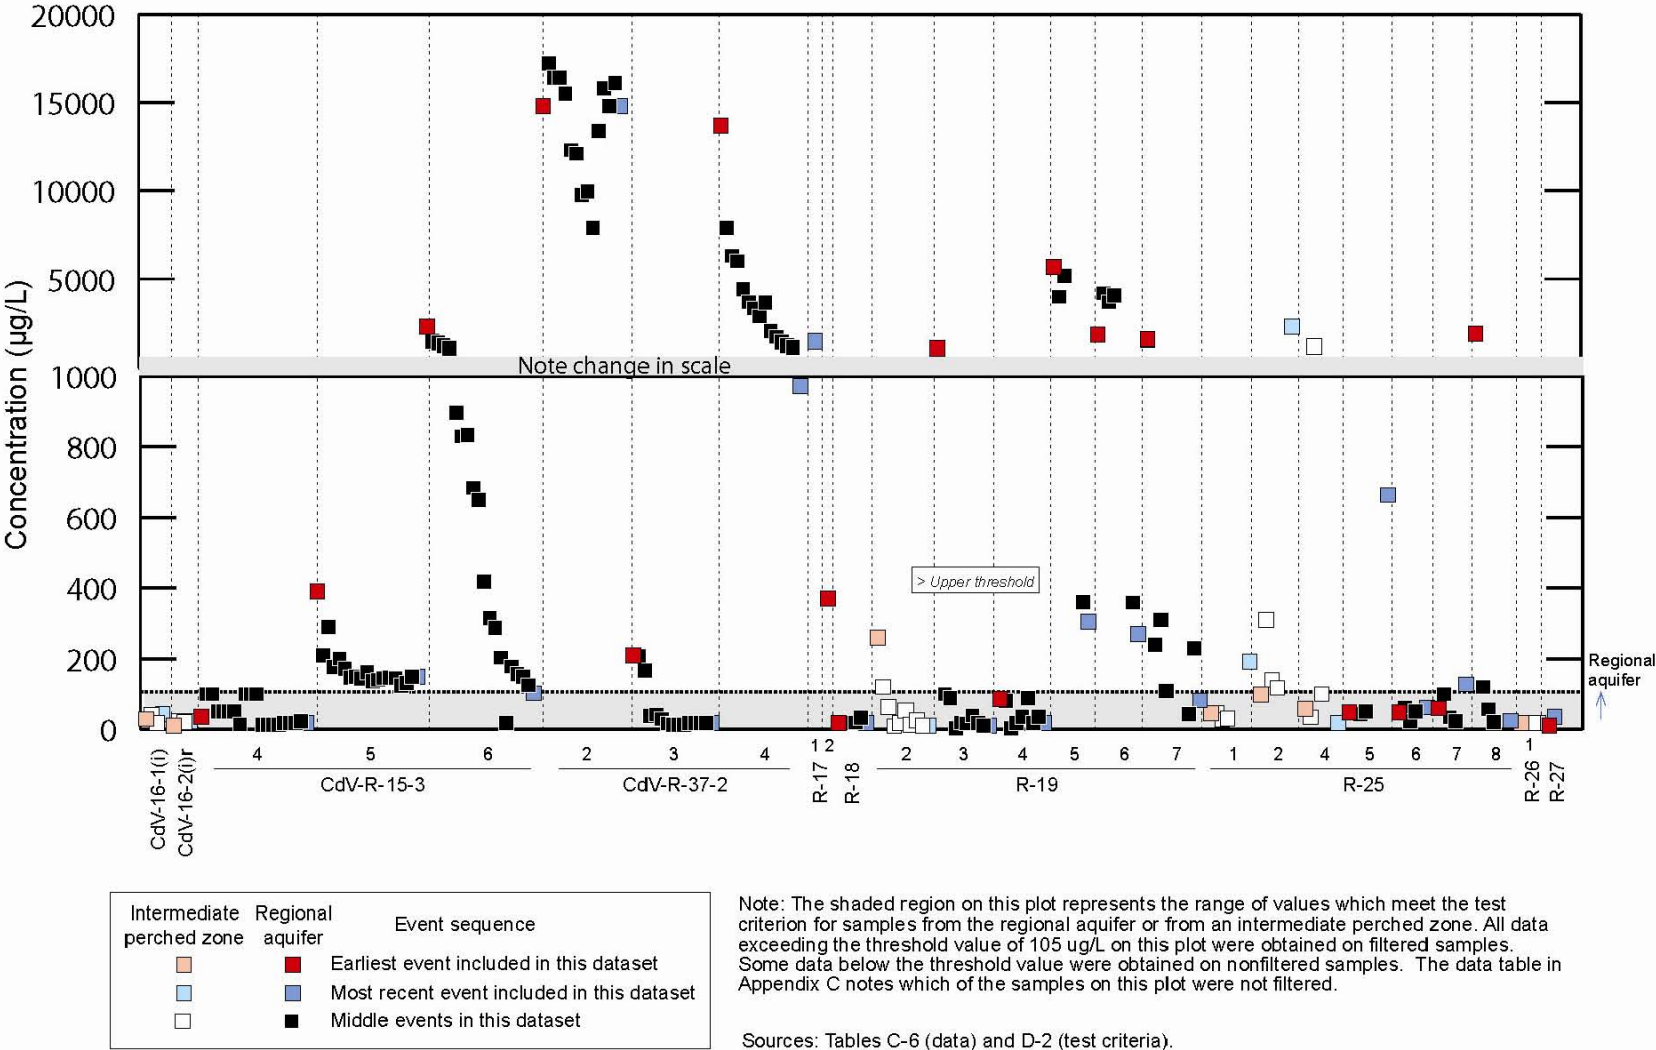 20000
15000
10000
5000
Note change in scale
1000
800
600
400
200
0
Concentration (µg/L)
> Upper threshold
Regional
aquifer
4 5 6 2 3 4 1 2 2 3 4 5 6 7 1 2 4 5 6 7 8 1
CdV-16-1(i)
CdV-16-2(i)r
CdV-R-15-3
CdV-R-37-2
R-17
R-18
R-19
R-25
R-26
R-27
Intermediate
perched zone
Regional
aquifer
Event sequence
Earliest event included in this dataset
Most recent event included in this dataset
Middle events in this dataset
Note: The shaded region on this plot represents the range of values which meet the test
criterion for samples from the regional aquifer or from an intermediate perched zone. All data
exceeding the threshold value of 105 ug/L on this plot were obtained on filtered samples.
Some data below the threshold value were obtained on nonfiltered samples. The data table in
Appendix C notes which of the samples on this plot were not filtered.
Sources: Tables C-6 (data) and D-2 (test criteria).